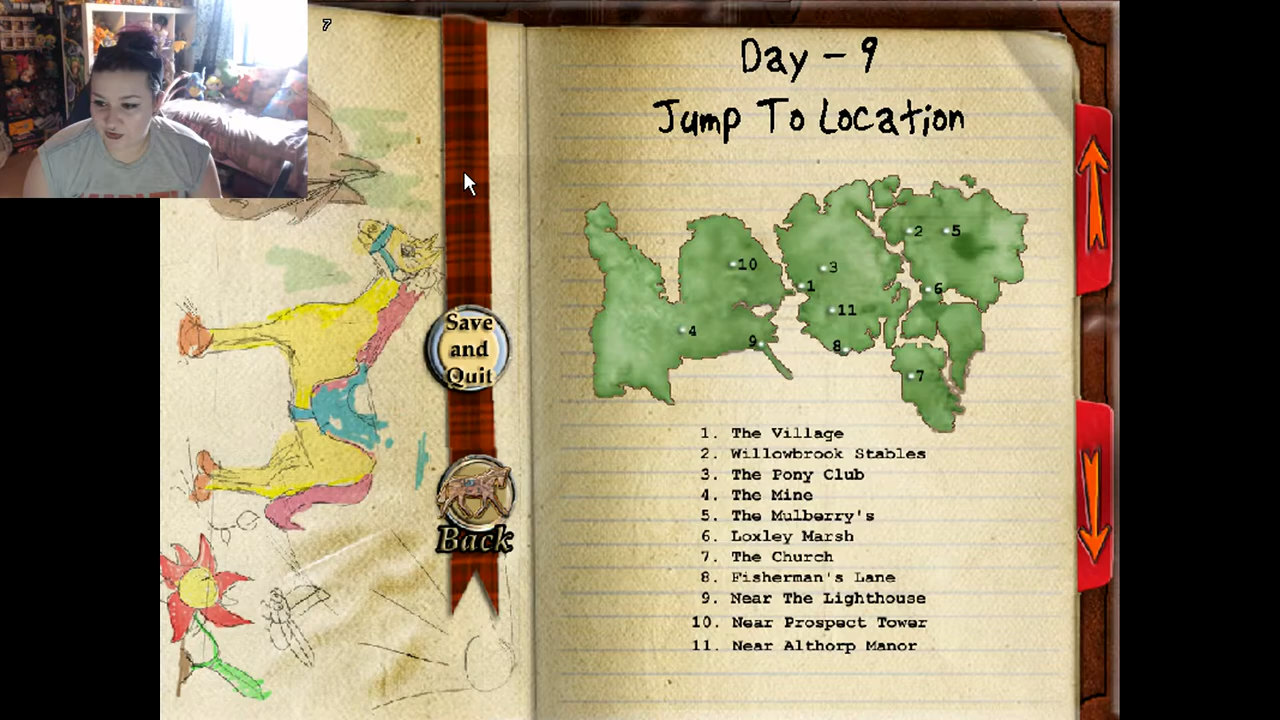 7
Day - 9
Jump To Location
2 5
10
3
1
6
11
4
9
8
7
Save
and
Quit
Back
1. The Village
2. Willowbrook Stables
3. The Pony Club
4. The Mine
5. The Mulberry's
6. Loxley Marsh
7. The Church
8. Fisherman's Lane
9. Near The Lighthouse
10. Near Prospect Tower
11. Near Althorp Manor